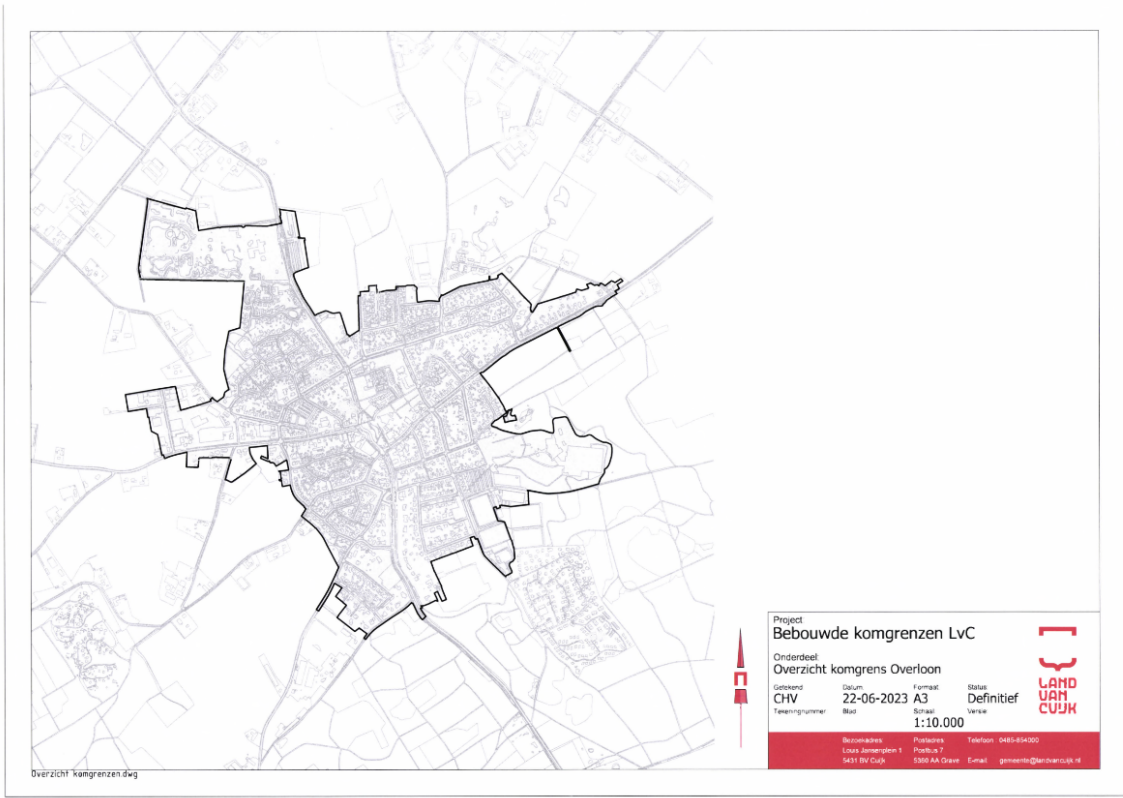 Project
Bebouwde komgrenzen LvC
Onderdeel:
Overzicht komgrens Overloon
Getekend Datum Formaat Status:
CHV 22-06-2023 A3 Definitief
Tekeningnummer Blad Schaal Versie
1:10.000
LAND
VAN
CUIJK
Bezoekadres Postadres Telefoon 0485-854000
Louis Jansenplein 1 Postbus 7
5431 BV Cuijk 5360 AA Grave E-mail gemeente@landvancuijk.nl
Overzicht komgrenzen.dwg